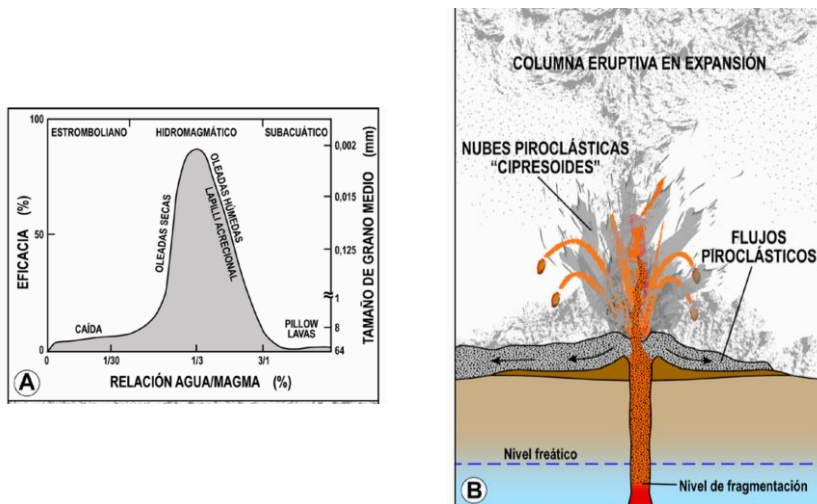 100
50
0
EFICACIA (%)
ESTROMBOLIANO
HIDROMAGMÁTICO
SUBACUÁTICO
OLEADAS SECAS
OLEADAS HÚMEDAS
LAPILLI ACRECIONAL
CAÍDA
PILLOW
LAVAS
0,002
0,015
0,125
1
8
64
TAMAÑO DE GRANO MEDIO (mm)
0
1/30
1/3
3/1
RELACIÓN AGUA/MAGMA (%)
A
COLUMNA ERUPTIVA EN EXPANSIÓN
NUBES PIROCLÁSTICAS
“CIPRESOIDES”
FLUJOS
PIROCLÁSTICOS
Nivel freático
Nivel de fragmentación
B